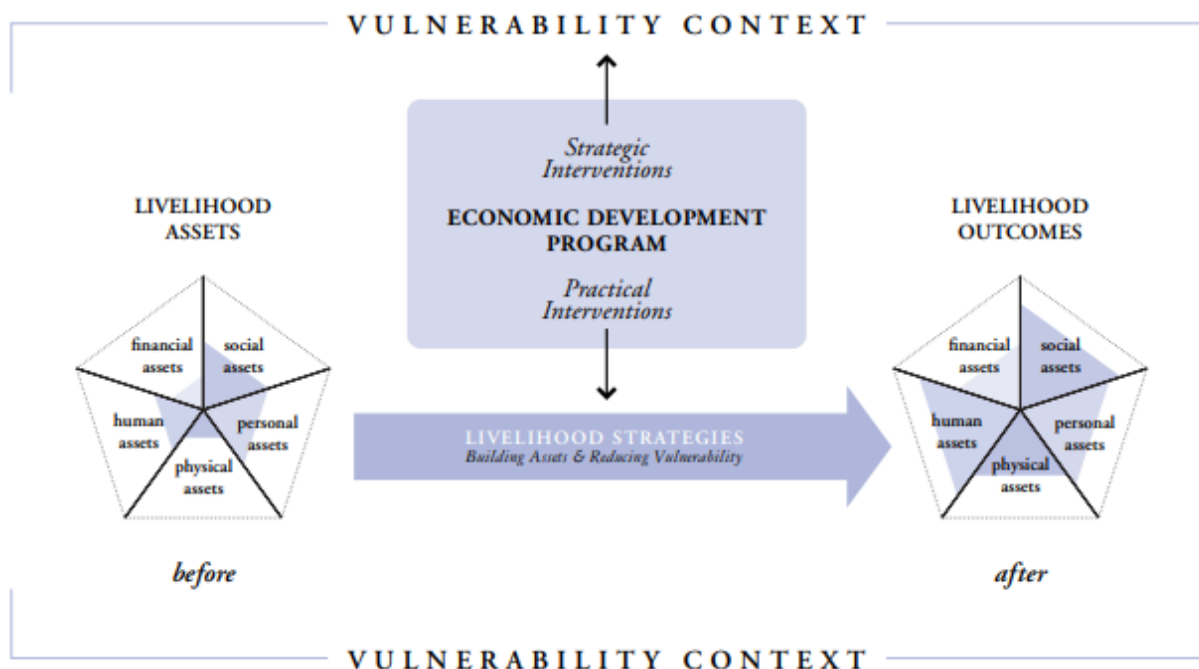 VULNERABILITY CONTEXT
Strategic
Interventions
ECONOMIC DEVELOPMENT
PROGRAM
Practical
Interventions
LIVELIHOOD
ASSETS
financial
assets
social
assets
human
assets
personal
assets
physical
assets
before
LIVELIHOOD STRATEGIES
Building Assets & Reducing Vulnerability
LIVELIHOOD
OUTCOMES
financial
assets
social
assets
human
assets
personal
assets
physical
assets
after
VULNERABILITY CONTEXT